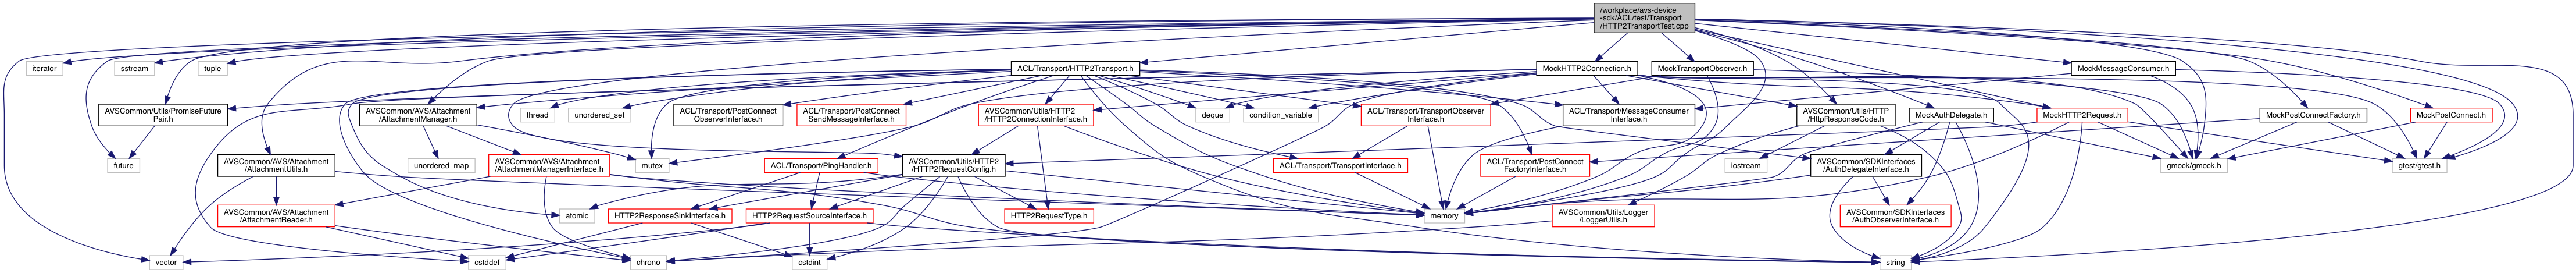 /workplace/avs-device
-sdk/ACL/test/Transport
/HTTP2TransportTest.cpp
iterator
sstream
tuple
ACL/Transport/HTTP2Transport.h
MockHTTP2Connection.h
MockTransportObserver.h
MockMessageConsumer.h
AVSCommon/Utils/PromiseFuture
Pair.h
AVSCommon/AVS/Attachment
/AttachmentManager.h
thread
unordered_set
ACL/Transport/PostConnect
ObserverInterface.h
ACL/Transport/PostConnect
SendMessageInterface.h
AVSCommon/Utils/HTTP2
/HTTP2ConnectionInterface.h
deque
condition_variable
ACL/Transport/TransportObserver
Interface.h
ACL/Transport/MessageConsumer
Interface.h
AVSCommon/Utils/HTTP
/HttpResponseCode.h
MockAuthDelegate.h
MockHTTP2Request.h
MockPostConnectFactory.h
MockPostConnect.h
future
AVSCommon/AVS/Attachment
/AttachmentUtils.h
unordered_map
AVSCommon/AVS/Attachment
/AttachmentManagerInterface.h
mutex
ACL/Transport/PingHandler.h
AVSCommon/Utils/HTTP2
/HTTP2RequestConfig.h
ACL/Transport/TransportInterface.h
ACL/Transport/PostConnect
FactoryInterface.h
iostream
AVSCommon/SDKInterfaces
/AuthDelegateInterface.h
gmock/gmock.h
gtest/gtest.h
AVSCommon/AVS/Attachment
/AttachmentReader.h
atomic
HTTP2ResponseSinkInterface.h
HTTP2RequestSourceInterface.h
HTTP2RequestType.h
memory
AVSCommon/Utils/Logger
/LoggerUtils.h
AVSCommon/SDKInterfaces
/AuthObserverInterface.h
vector
cstddef
chrono
cstdint
string